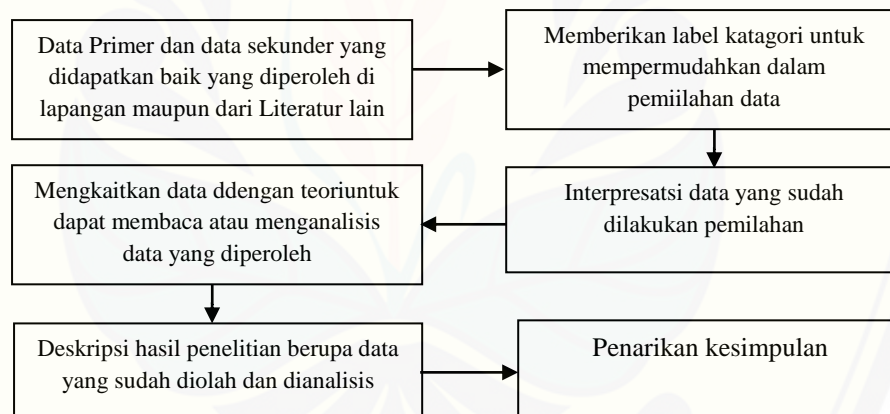 Data Primer dan data sekunder yang
didapatkan baik yang diperoleh di
lapangan maupun dari Literatur lain
Memberikan label katagori untuk
mempermudahkan dalam
pemiilahan data
Interpresatsi data yang sudah
dilakukan pemilahan
Mengkaitkan data ddengan teoriuntuk
dapat membaca atau menganalisis
data yang diperoleh
Deskripsi hasil penelitian berupa data
yang sudah diolah dan dianalisis
Penarikan kesimpulan